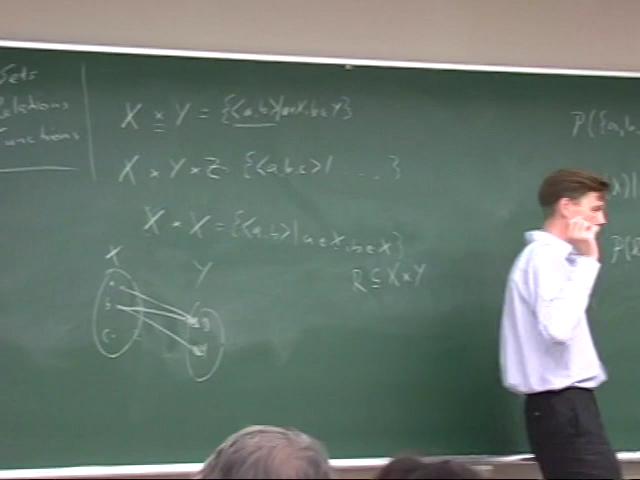 Sets
Relations
Functions
X × Y = {<a,b>|a∈X,b∈Y}
X × Y × Z = {<a,b,c>| .... }
X × X = {<a,b>|a∈X,b∈X}
R ⊆ X×Y
X
Y
a
b
c
P({a,b,